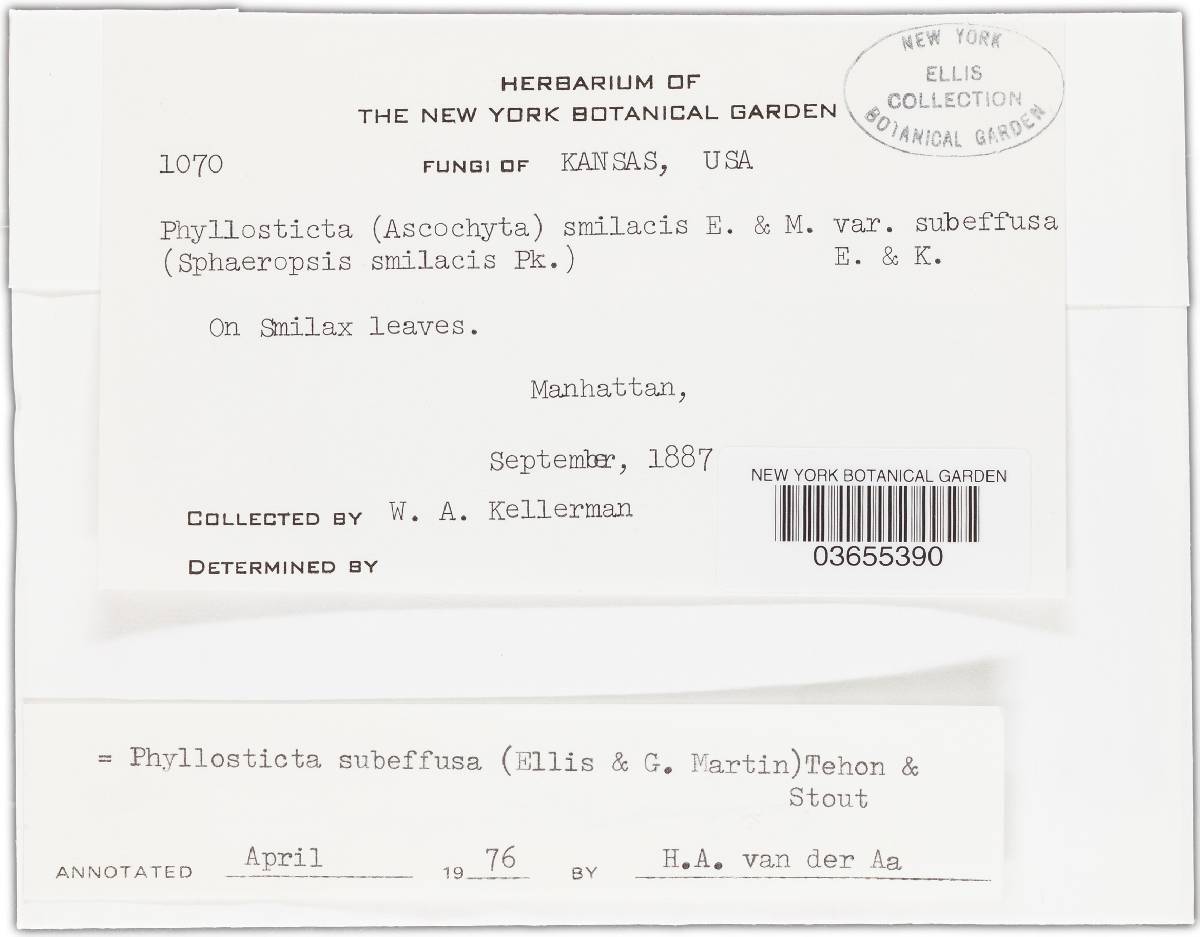 HERBARIUM OF
THE NEW YORK BOTANICAL GARDEN
NEW YORK
ELLIS
COLLECTION
BOTANICAL GARDEN
1070 FUNGI OF KANSAS, USA
Phyllosticta (Ascochyta) smilacis E. & M. var. subeffusa
(Sphaeropsis smilacis Pk.) E. & K.
On Smilax leaves.
Manhattan,
September, 1887
COLLECTED BY W. A. Kellerman
DETERMINED BY
NEW YORK BOTANICAL GARDEN
03655390
= Phyllosticta subeffusa (Ellis & G. Martin)Tehon &
Stout
ANNOTATED April 1976 BY H.A. van der Aa